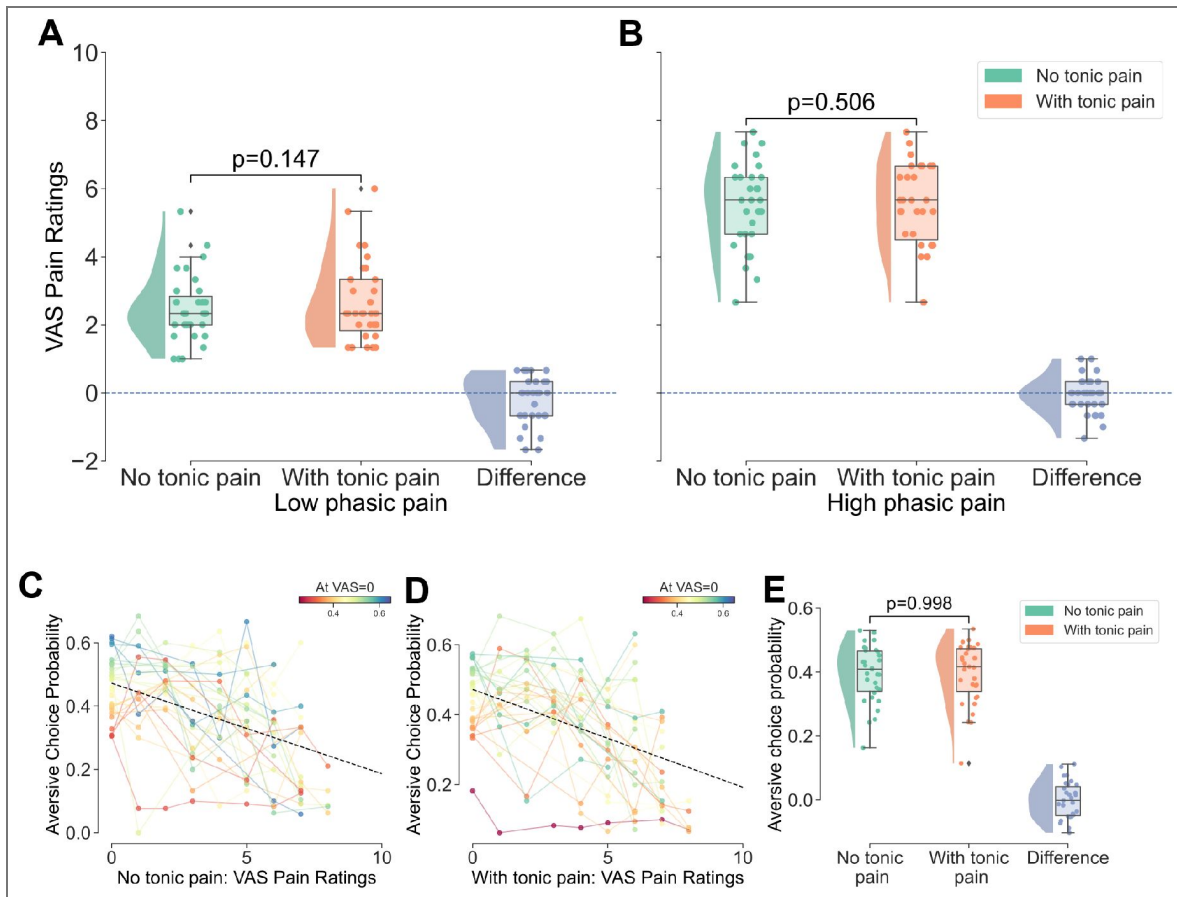 A
B
10
8
6
4
2
0
−2
VAS Pain Ratings
p=0.147
p=0.506
No tonic pain
With tonic pain
No tonic pain
With tonic pain
Difference
Low phasic pain
No tonic pain
With tonic pain
Difference
High phasic pain
C
At VAS=0
0.4
0.6
Aversive Choice Probability
0.6
0.4
0.2
0.0
0
5
10
No tonic pain: VAS Pain Ratings
D
At VAS=0
0.4
0.6
Aversive Choice Probability
0.6
0.4
0.2
0
5
10
With tonic pain: VAS Pain Ratings
E
p=0.998
No tonic pain
With tonic pain
Aversive choice probability
0.6
0.4
0.2
0.0
No tonic
pain
With tonic
pain
Difference